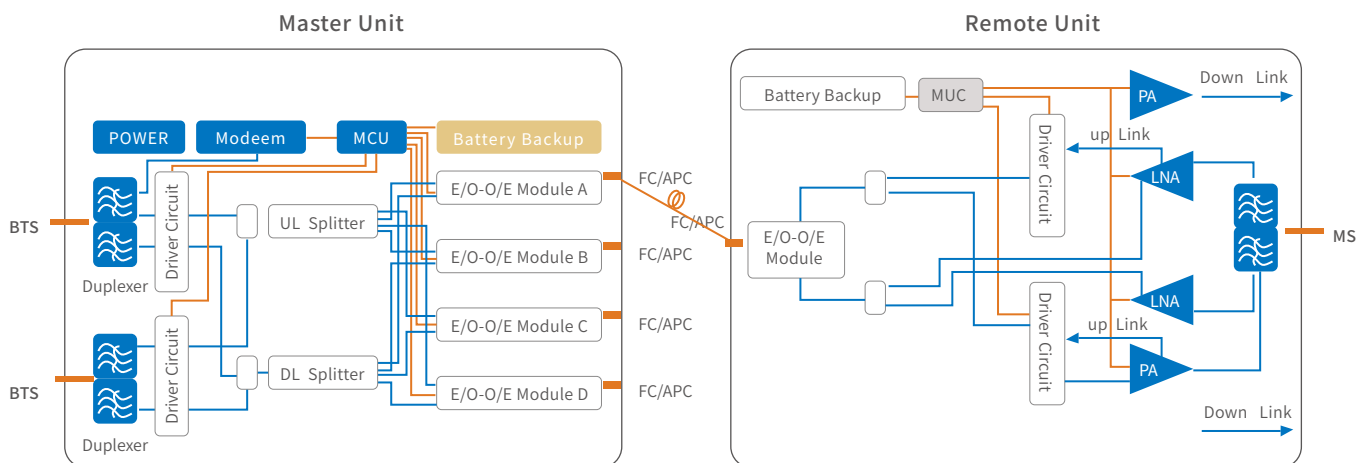 Master Unit
Remote Unit
POWER
Modeem
MCU
Battery Backup
BTS
Duplexer
Driver Circuit
UL Splitter
E/O-O/E Module A
E/O-O/E Module B
E/O-O/E Module C
E/O-O/E Module D
BTS
Duplexer
Driver Circuit
DL Splitter
FC/APC
FC/APC
FC/APC
FC/APC
FC/APC
Battery Backup
MUC
PA
Down Link
up Link
Driver Circuit
LNA
E/O-O/E
Module
MS
LNA
Driver Circuit
up Link
PA
Down Link